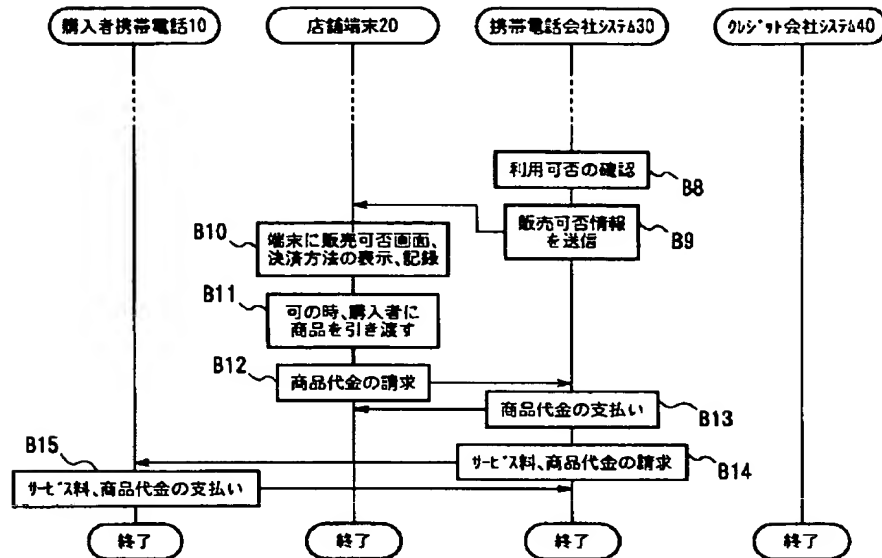 購入者携帯電話10
店舗端末20
携帯電話会社システム30
クレジット会社システム40
利用可否の確認
B8
販売可否情報
を送信
B9
B10
端末に販売可否画面、
決済方法の表示、記録
B11
可の時、購入者に
商品を引き渡す
B12
商品代金の請求
商品代金の支払い
B13
サービス料、商品代金の請求
B14
B15
サービス料、商品代金の支払い
終了
終了
終了
終了